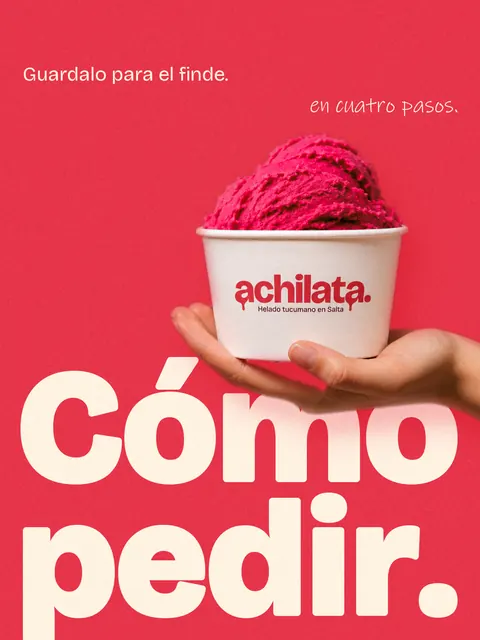 Guardalo para el finde.
en cuatro pasos.
achilata.
Helado tucumano en Salta
Cómo
pedir.